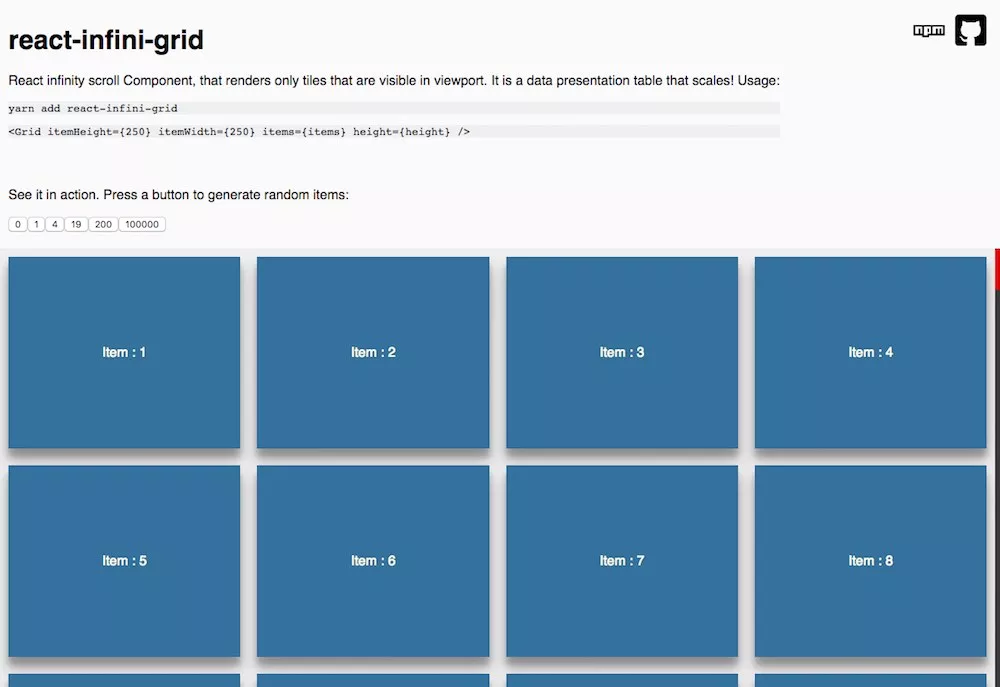 react-infini-grid
npm
React infinity scroll Component, that renders only tiles that are visible in viewport. It is a data presentation table that scales! Usage:
yarn add react-infini-grid
<Grid itemHeight={250} itemWidth={250} items={items} height={height} />
See it in action. Press a button to generate random items:
0 1 4 19 200 100000
Item : 1 Item : 2 Item : 3 Item : 4
Item : 5 Item : 6 Item : 7 Item : 8